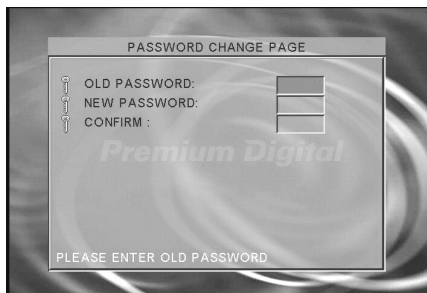 PASSWORD CHANGE PAGE
OLD PASSWORD:
NEW PASSWORD:
CONFIRM :
Premium Digital
PLEASE ENTER OLD PASSWORD